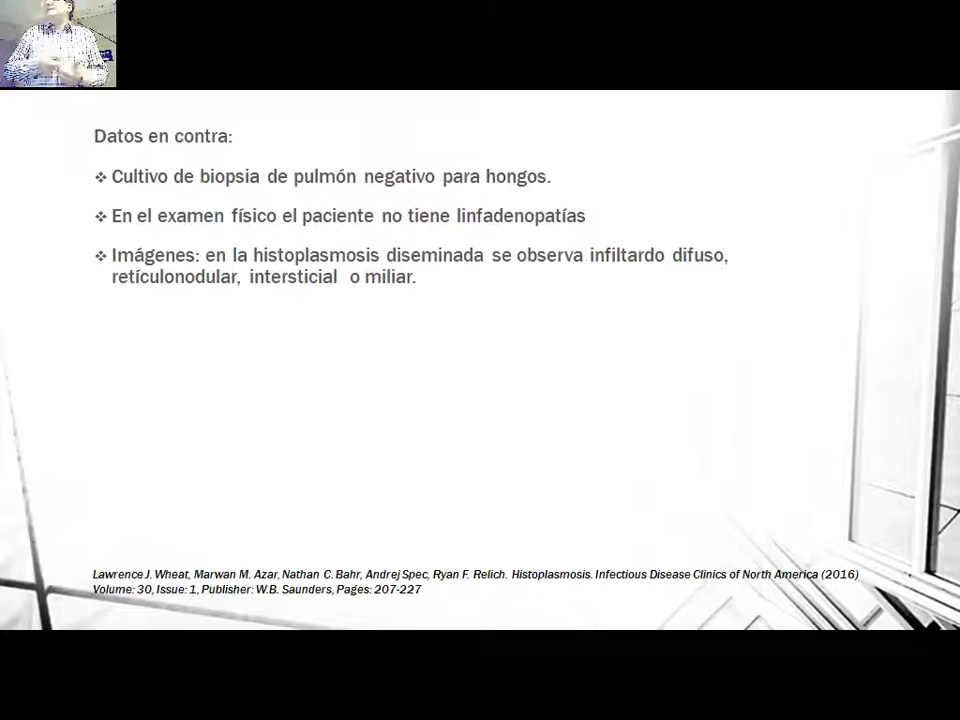 Datos en contra:
❖ Cultivo de biopsia de pulmón negativo para hongos.
❖ En el examen físico el paciente no tiene linfadenopatías
❖ Imágenes: en la histoplasmosis diseminada se observa infiltardo difuso,
retículonodular, intersticial o miliar.
Lawrence J. Wheat, Marwan M. Azar, Nathan C. Bahr, Andrej Spec, Ryan F. Relich. Histoplasmosis. Infectious Disease Clinics of North America (2016)
Volume: 30, Issue: 1, Publisher: W.B. Saunders, Pages: 207-227